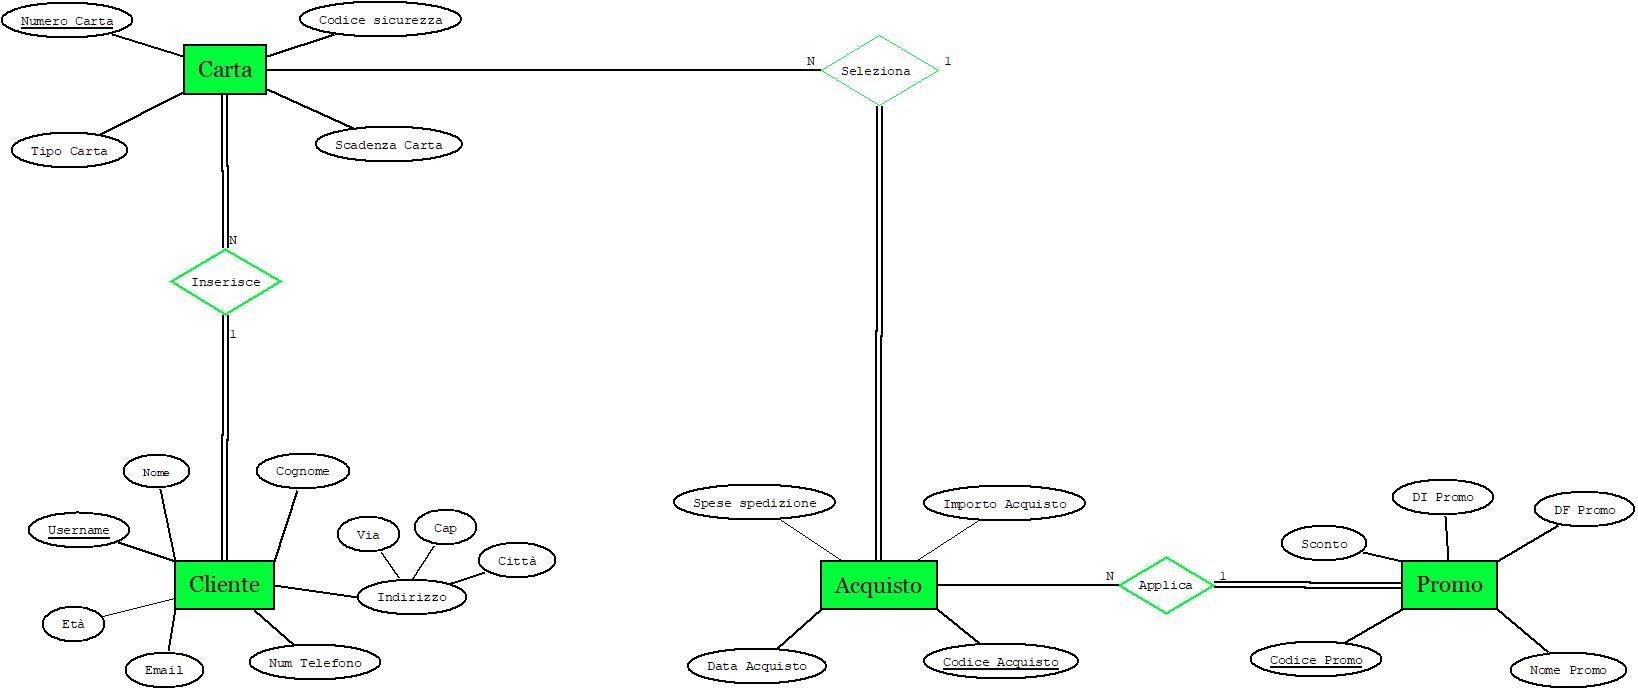 Numero Carta
Codice sicurezza
Carta
N
Seleziona
1
Tipo Carta
Scadenza Carta
N
Inserisce
1
Nome
Cognome
Username
Via
Cap
Città
Cliente
Indirizzo
Età
Email
Num Telefono
Spese spedizione
Importo Acquisto
Acquisto
N
Applica
1
Data Acquisto
Codice Acquisto
DI Promo
DF Promo
Sconto
Promo
Codice Promo
Nome Promo